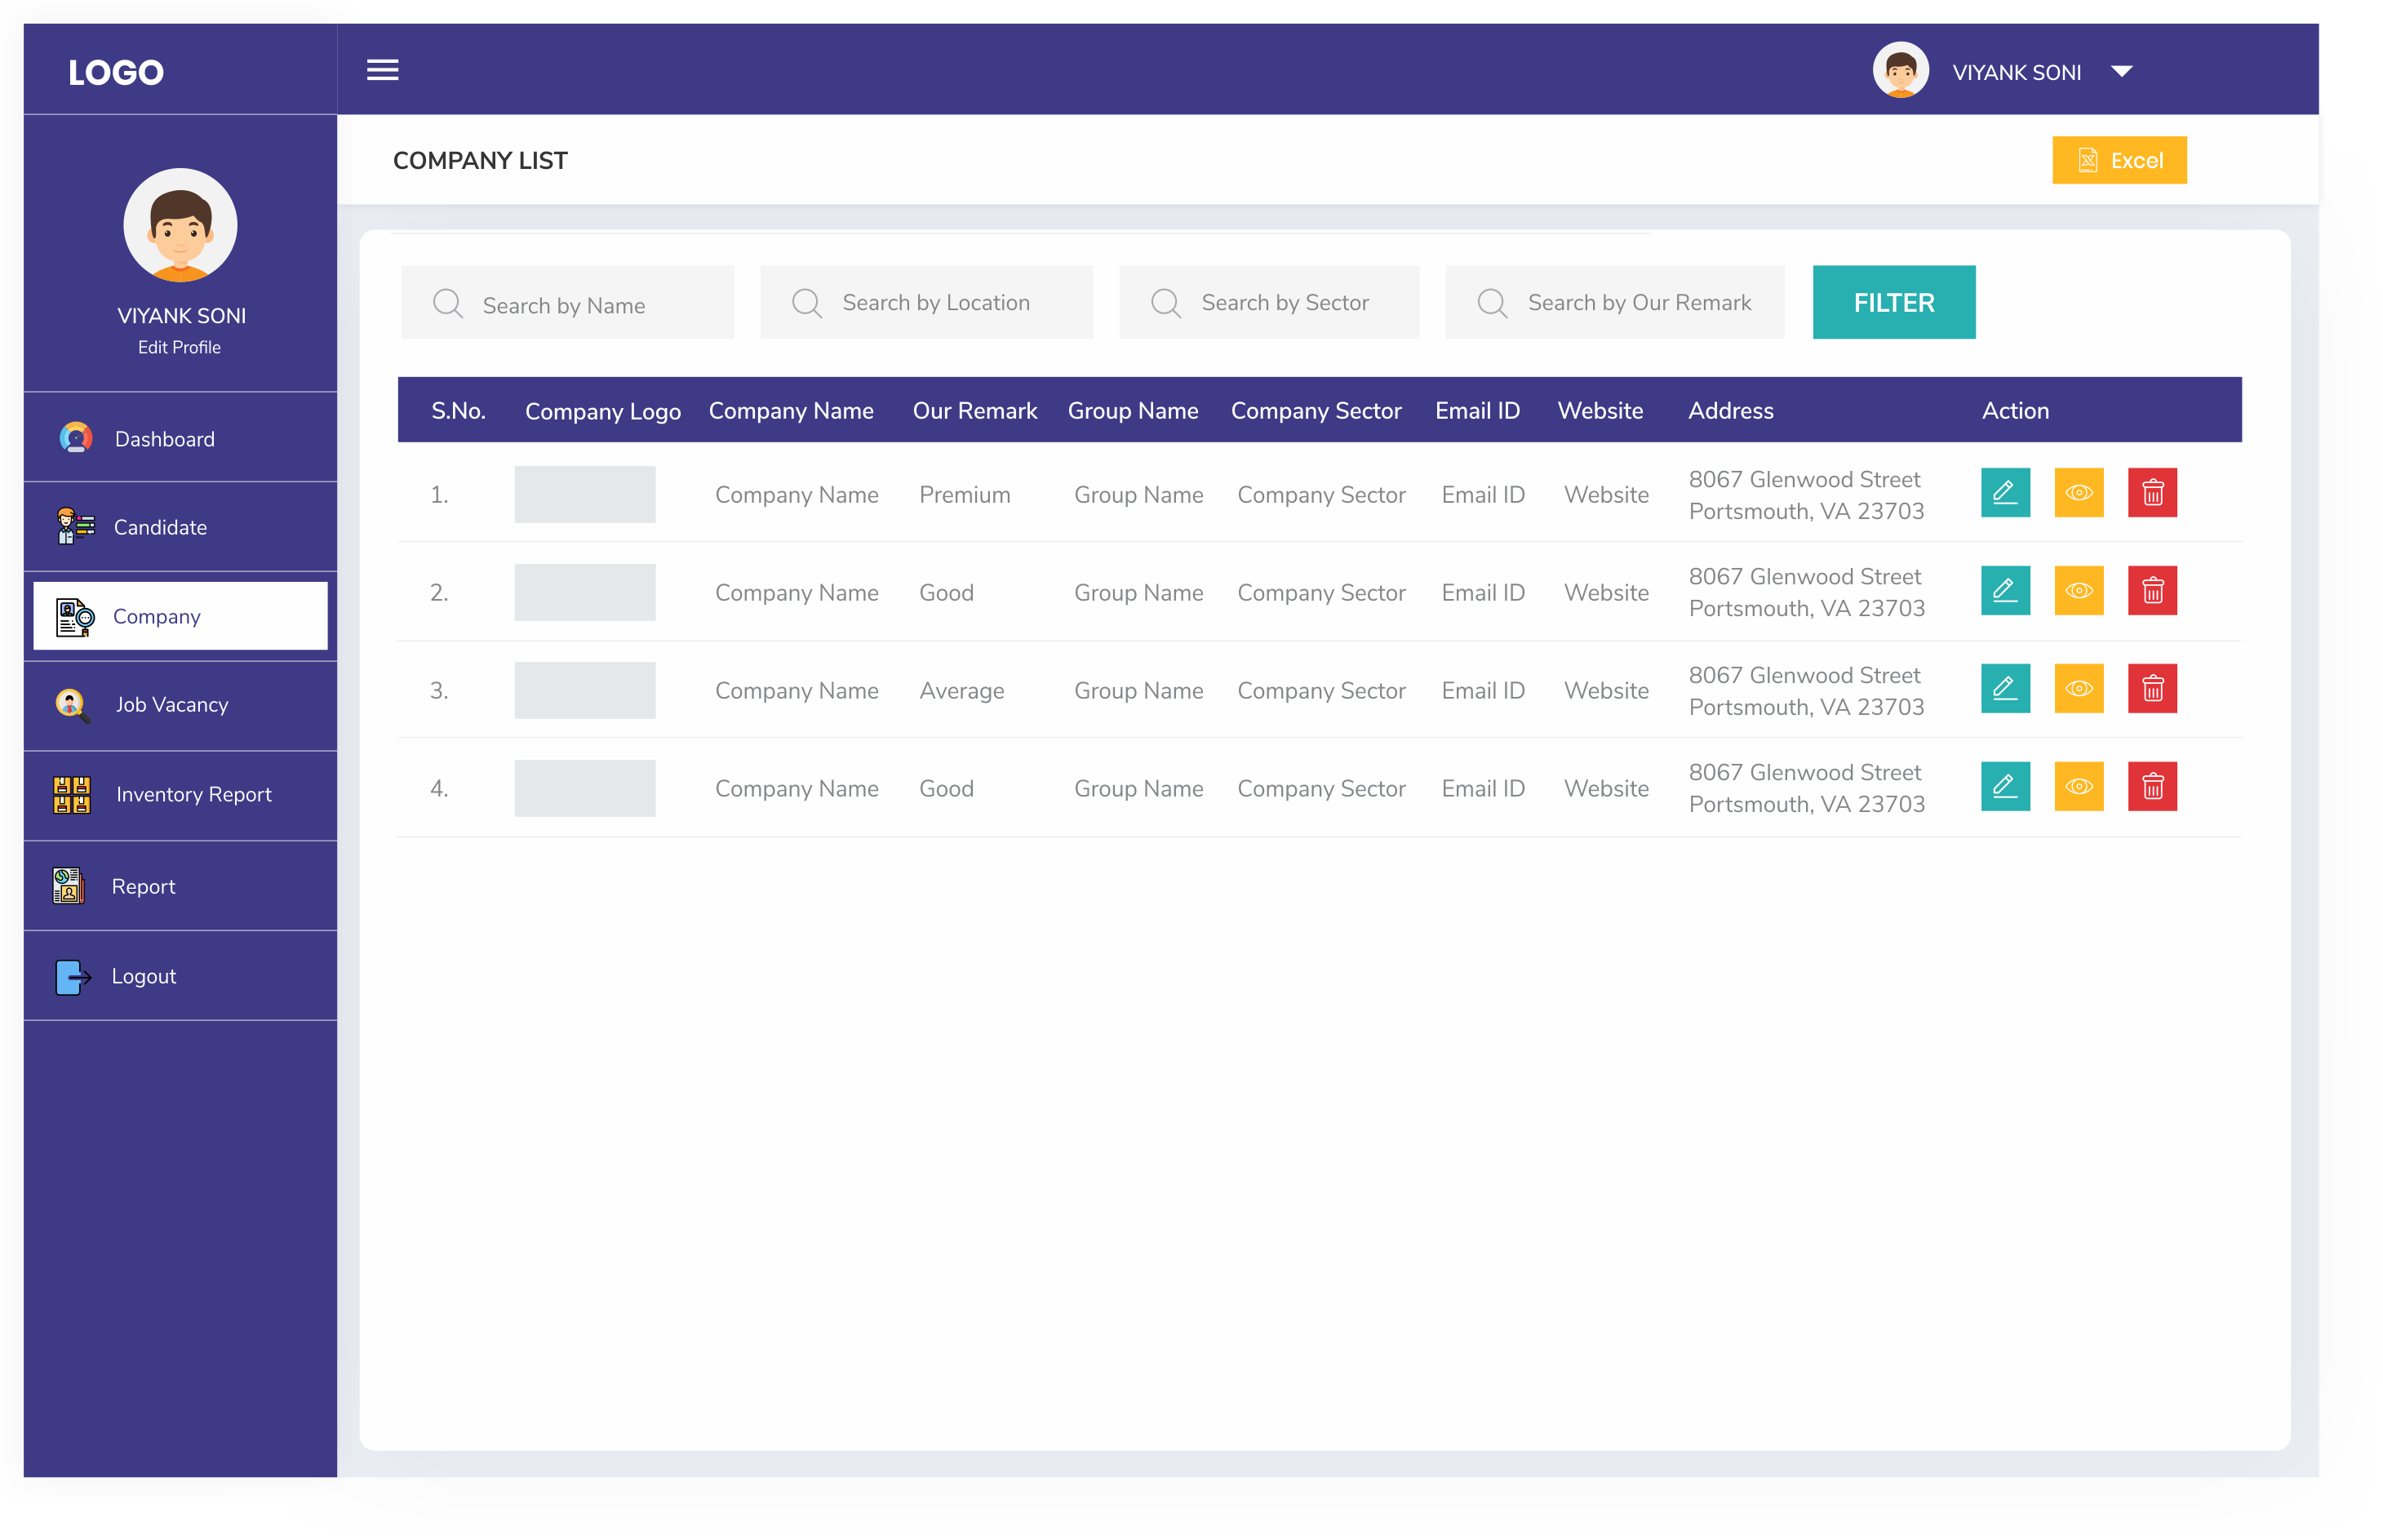 LOGO
VIYANK SONI
COMPANY LIST
Excel
VIYANK SONI
Edit Profile
Dashboard
Candidate
Company
Job Vacancy
Inventory Report
Report
Logout
Search by Name
Search by Location
Search by Sector
Search by Our Remark
FILTER
S.No. Company Logo Company Name Our Remark Group Name Company Sector Email ID Website Address Action
1. Company Name Premium Group Name Company Sector Email ID Website 8067 Glenwood Street
Portsmouth, VA 23703
2. Company Name Good Group Name Company Sector Email ID Website 8067 Glenwood Street
Portsmouth, VA 23703
3. Company Name Average Group Name Company Sector Email ID Website 8067 Glenwood Street
Portsmouth, VA 23703
4. Company Name Good Group Name Company Sector Email ID Website 8067 Glenwood Street
Portsmouth, VA 23703